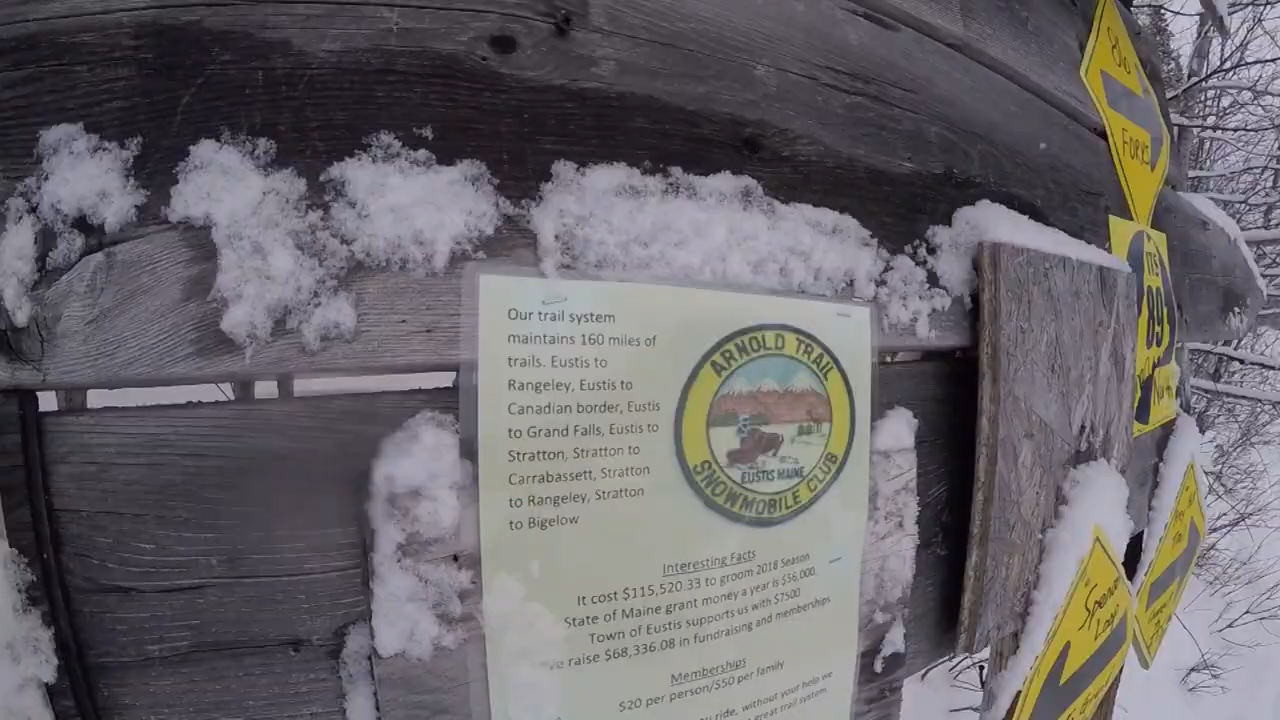 Our trail system
maintains 160 miles of
trails. Eustis to
Rangeley, Eustis to
Canadian border, Eustis
to Grand Falls, Eustis to
Stratton, Stratton to
Carrabassett, Stratton
to Rangeley, Stratton
to Bigelow
ARNOLD TRAIL
EUSTIS MAINE
SNOWMOBILE CLUB
Interesting Facts
It cost $115,520.33 to groom 2018 Season
State of Maine grant money a year is $56,000.
Town of Eustis supports us with $7500
raise $68,336.08 in fundraising and memberships
Memberships
$20 per person/$50 per family
ride, without your help we
great trail system
FORKS
ITS
89
North
Spencer
Loop